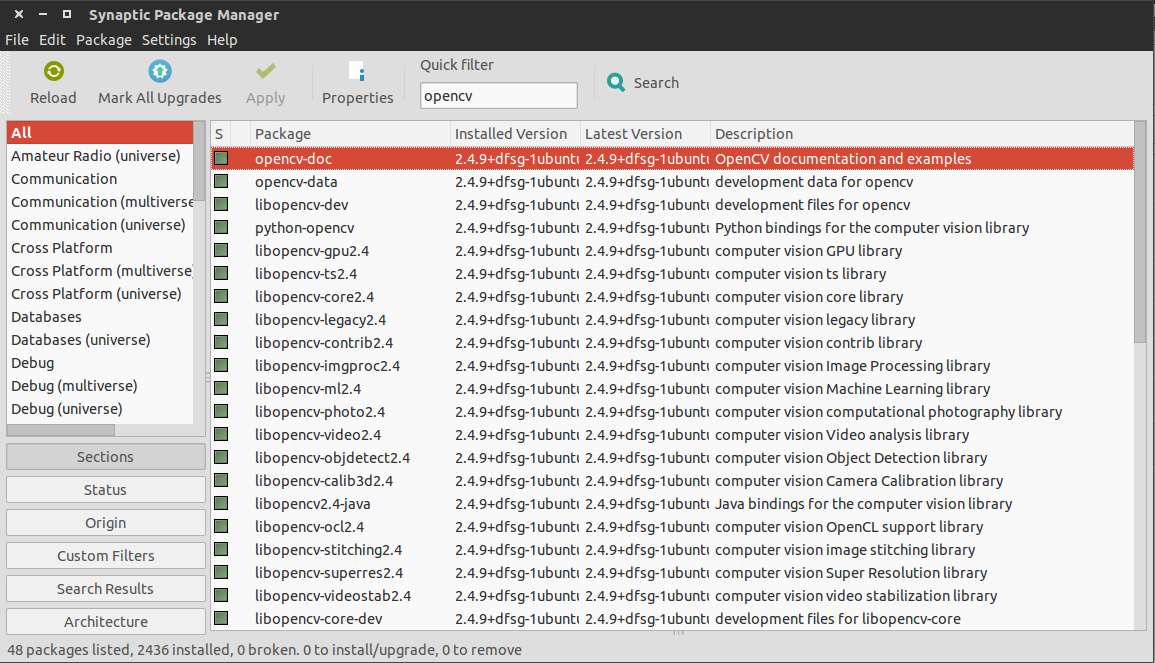 Synaptic Package Manager
File Edit Package Settings Help
Reload Mark All Upgrades Apply Properties Quick filter opencv Search
All
Amateur Radio (universe)
Communication
Communication (multiverse
Communication (universe)
Cross Platform
Cross Platform (multiverse
Cross Platform (universe)
Databases
Databases (universe)
Debug
Debug (multiverse)
Debug (universe)
Sections
Status
Origin
Custom Filters
Search Results
Architecture
S Package Installed Version Latest Version Description
opencv-doc 2.4.9+dfsg-1ubuntu 2.4.9+dfsg-1ubuntu OpenCV documentation and examples
opencv-data 2.4.9+dfsg-1ubuntu 2.4.9+dfsg-1ubuntu development data for opencv
libopencv-dev 2.4.9+dfsg-1ubuntu 2.4.9+dfsg-1ubuntu development files for opencv
python-opencv 2.4.9+dfsg-1ubuntu 2.4.9+dfsg-1ubuntu Python bindings for the computer vision library
libopencv-gpu2.4 2.4.9+dfsg-1ubuntu 2.4.9+dfsg-1ubuntu computer vision GPU library
libopencv-ts2.4 2.4.9+dfsg-1ubuntu 2.4.9+dfsg-1ubuntu computer vision ts library
libopencv-core2.4 2.4.9+dfsg-1ubuntu 2.4.9+dfsg-1ubuntu computer vision core library
libopencv-legacy2.4 2.4.9+dfsg-1ubuntu 2.4.9+dfsg-1ubuntu computer vision legacy library
libopencv-contrib2.4 2.4.9+dfsg-1ubuntu 2.4.9+dfsg-1ubuntu computer vision contrib library
libopencv-imgproc2.4 2.4.9+dfsg-1ubuntu 2.4.9+dfsg-1ubuntu computer vision Image Processing library
libopencv-ml2.4 2.4.9+dfsg-1ubuntu 2.4.9+dfsg-1ubuntu computer vision Machine Learning library
libopencv-photo2.4 2.4.9+dfsg-1ubuntu 2.4.9+dfsg-1ubuntu computer vision computational photography library
libopencv-video2.4 2.4.9+dfsg-1ubuntu 2.4.9+dfsg-1ubuntu computer vision Video analysis library
libopencv-objdetect2.4 2.4.9+dfsg-1ubuntu 2.4.9+dfsg-1ubuntu computer vision Object Detection library
libopencv-calib3d2.4 2.4.9+dfsg-1ubuntu 2.4.9+dfsg-1ubuntu computer vision Camera Calibration library
libopencv2.4-java 2.4.9+dfsg-1ubuntu 2.4.9+dfsg-1ubuntu Java bindings for the computer vision library
libopencv-ocl2.4 2.4.9+dfsg-1ubuntu 2.4.9+dfsg-1ubuntu computer vision OpenCL support library
libopencv-stitching2.4 2.4.9+dfsg-1ubuntu 2.4.9+dfsg-1ubuntu computer vision image stitching library
libopencv-superres2.4 2.4.9+dfsg-1ubuntu 2.4.9+dfsg-1ubuntu computer vision Super Resolution library
libopencv-videostab2.4 2.4.9+dfsg-1ubuntu 2.4.9+dfsg-1ubuntu computer vision video stabilization library
libopencv-core-dev 2.4.9+dfsg-1ubuntu 2.4.9+dfsg-1ubuntu development files for libopencv-core
48 packages listed, 2436 installed, 0 broken. 0 to install/upgrade, 0 to remove